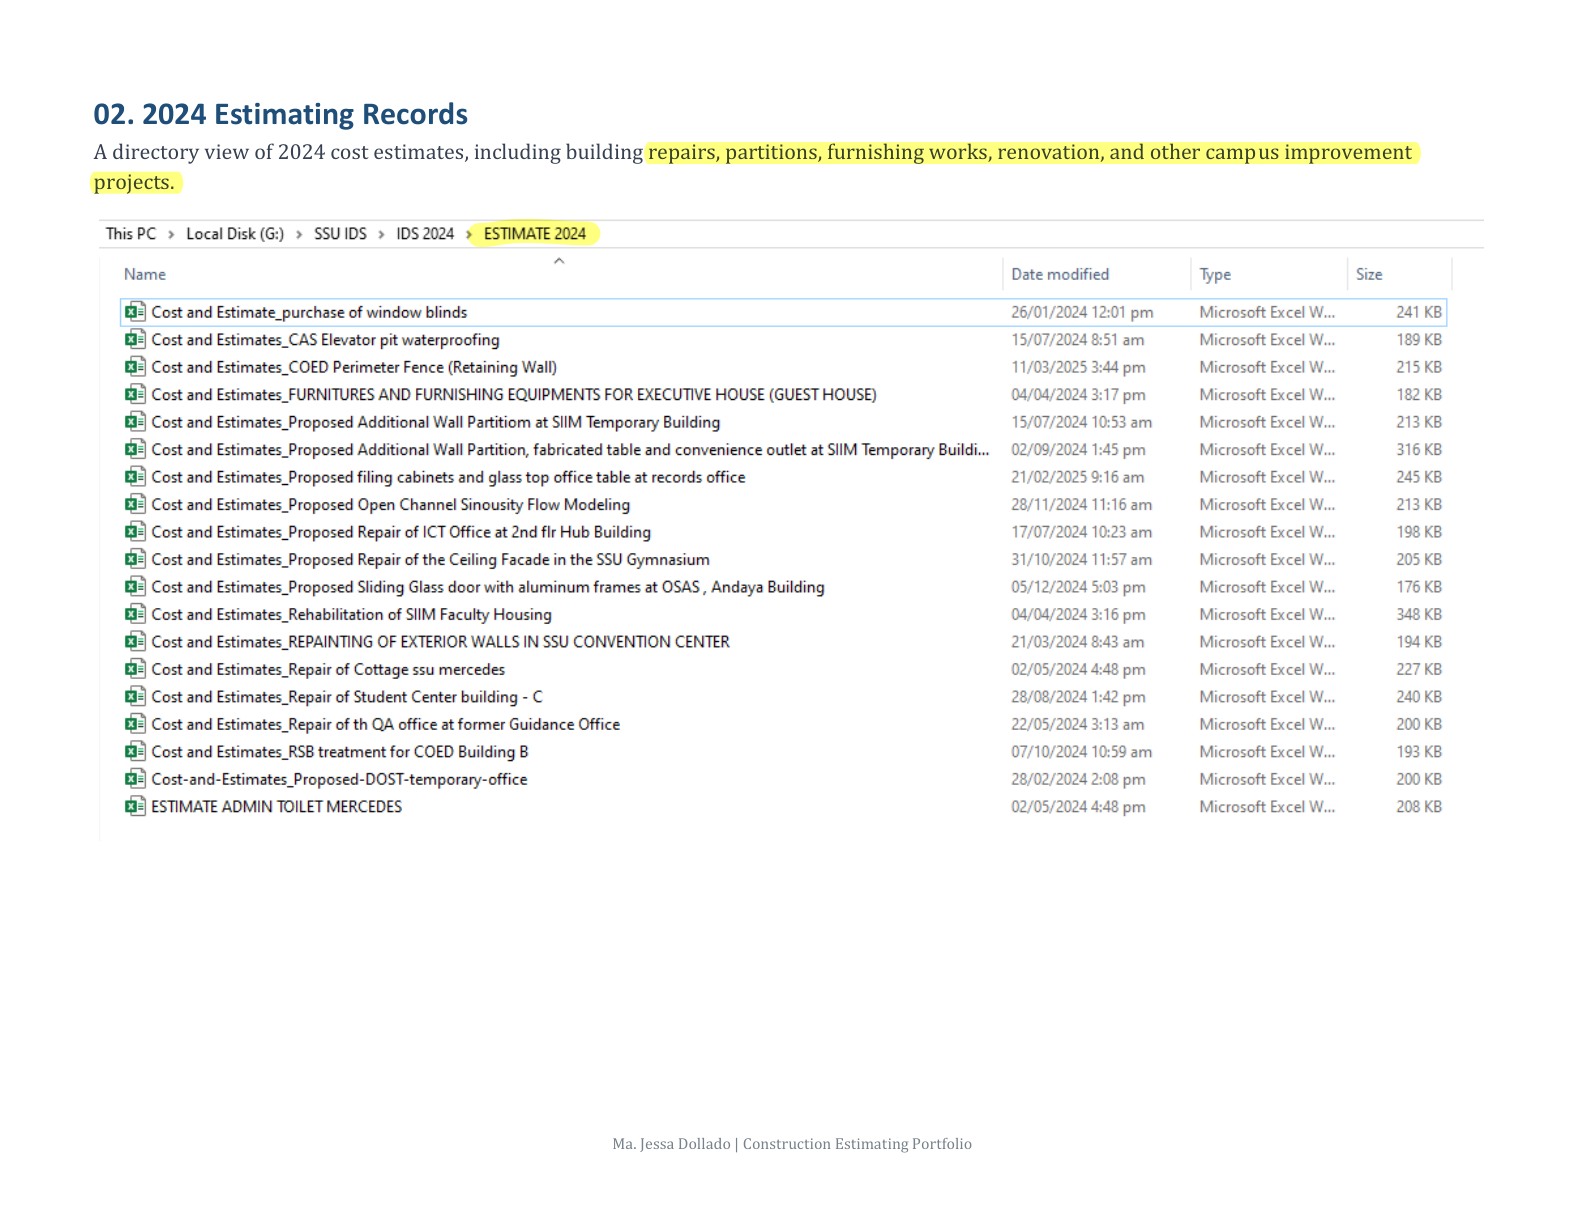 02. 2024 Estimating Records
A directory view of 2024 cost estimates, including building repairs, partitions, furnishing works, renovation, and other campus improvement
projects.
This PC > Local Disk (G:) > SSU IDS > IDS 2024 > ESTIMATE 2024
Name Date modified Type Size
Cost and Estimate_purchase of window blinds 26/01/2024 12:01 pm Microsoft Excel W... 241 KB
Cost and Estimates_CAS Elevator pit waterproofing 15/07/2024 8:51 am Microsoft Excel W... 189 KB
Cost and Estimates_COED Perimeter Fence (Retaining Wall) 11/03/2025 3:44 pm Microsoft Excel W... 215 KB
Cost and Estimates_FURNITURES AND FURNISHING EQUIPMENTS FOR EXECUTIVE HOUSE (GUEST HOUSE) 04/04/2024 3:17 pm Microsoft Excel W... 182 KB
Cost and Estimates_Proposed Additional Wall Partitiom at SIIM Temporary Building 15/07/2024 10:53 am Microsoft Excel W... 213 KB
Cost and Estimates_Proposed Additional Wall Partition, fabricated table and convenience outlet at SIIM Temporary Buildi... 02/09/2024 1:45 pm Microsoft Excel W... 316 KB
Cost and Estimates_Proposed filing cabinets and glass top office table at records office 21/02/2025 9:16 am Microsoft Excel W... 245 KB
Cost and Estimates_Proposed Open Channel Sinousity Flow Modeling 28/11/2024 11:16 am Microsoft Excel W... 213 KB
Cost and Estimates_Proposed Repair of ICT Office at 2nd flr Hub Building 17/07/2024 10:23 am Microsoft Excel W... 198 KB
Cost and Estimates_Proposed Repair of the Ceiling Facade in the SSU Gymnasium 31/10/2024 11:57 am Microsoft Excel W... 205 KB
Cost and Estimates_Proposed Sliding Glass door with aluminum frames at OSAS , Andaya Building 05/12/2024 5:03 pm Microsoft Excel W... 176 KB
Cost and Estimates_Rehabilitation of SIIM Faculty Housing 04/04/2024 3:16 pm Microsoft Excel W... 348 KB
Cost and Estimates_REPAINTING OF EXTERIOR WALLS IN SSU CONVENTION CENTER 21/03/2024 8:43 am Microsoft Excel W... 194 KB
Cost and Estimates_Repair of Cottage ssu mercedes 02/05/2024 4:48 pm Microsoft Excel W... 227 KB
Cost and Estimates_Repair of Student Center building - C 28/08/2024 1:42 pm Microsoft Excel W... 240 KB
Cost and Estimates_Repair of th QA office at former Guidance Office 22/05/2024 3:13 am Microsoft Excel W... 200 KB
Cost and Estimates_RSB treatment for COED Building B 07/10/2024 10:59 am Microsoft Excel W... 193 KB
Cost-and-Estimates_Proposed-DOST-temporary-office 28/02/2024 2:08 pm Microsoft Excel W... 200 KB
ESTIMATE ADMIN TOILET MERCEDES 02/05/2024 4:48 pm Microsoft Excel W... 208 KB
Ma. Jessa Dollado | Construction Estimating Portfolio